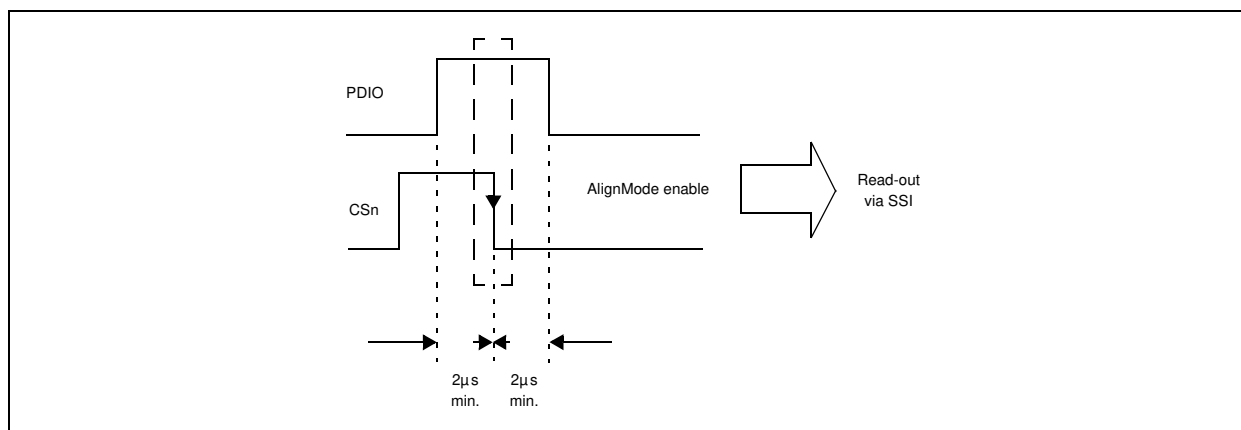 PDIO
CSn
AlignMode enable
Read-out
via SSI
2µs
min.
2µs
min.